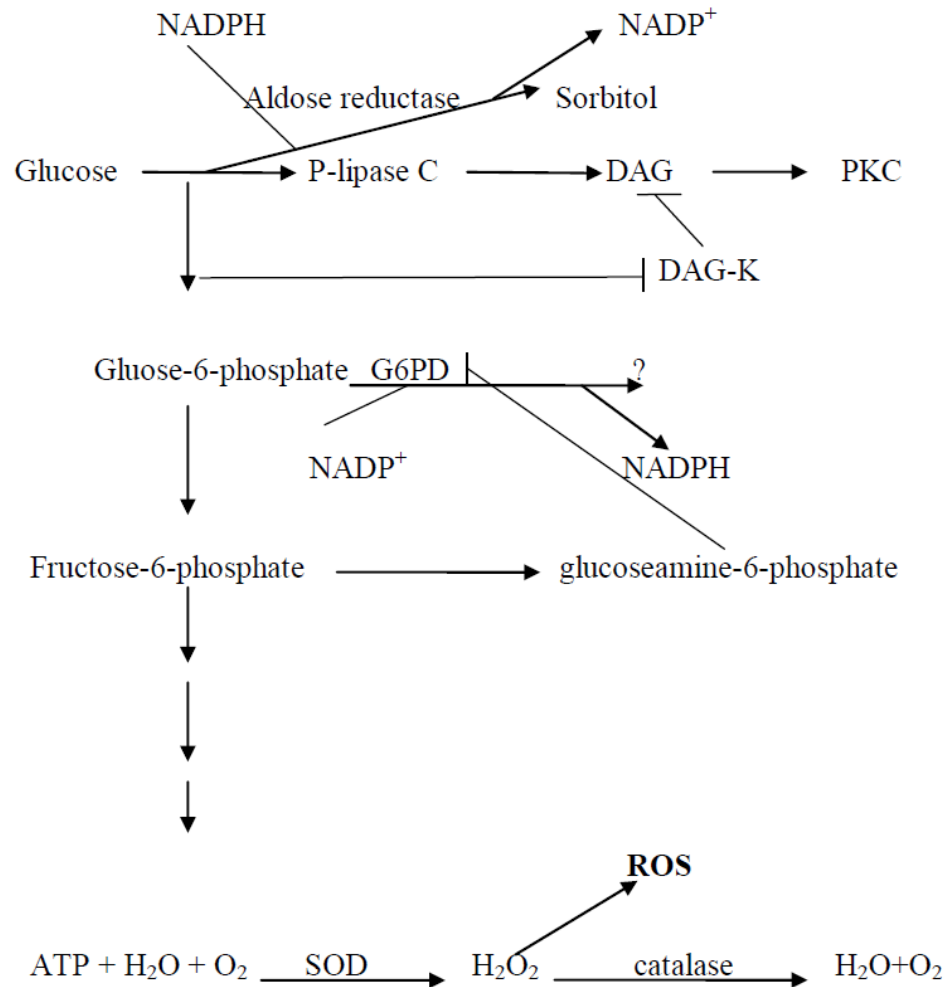 NADPH NADP⁺
Aldose reductase Sorbitol
Glucose P-lipase C DAG PKC
DAG-K
Gluose-6-phosphate G6PD ?
NADP⁺ NADPH
Fructose-6-phosphate glucoseamine-6-phosphate
ROS
ATP + H₂O + O₂ SOD H₂O₂ catalase H₂O+O₂